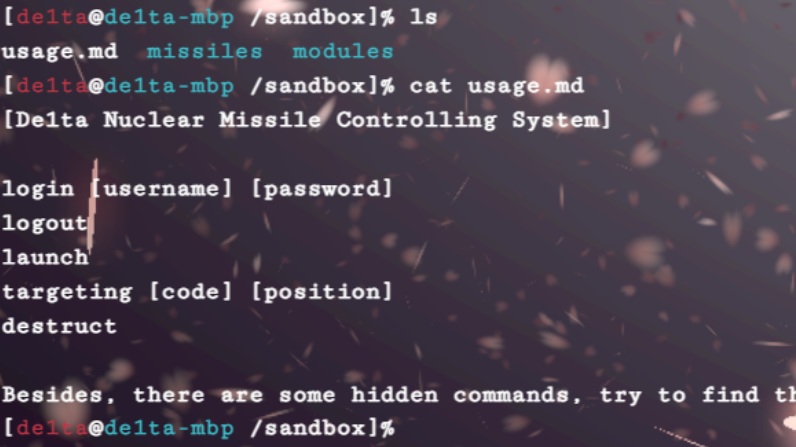 [de1ta@de1ta-mbp /sandbox]% ls
usage.md missiles modules
[de1ta@de1ta-mbp /sandbox]% cat usage.md
[De1ta Nuclear Missile Controlling System]
login [username] [password]
logout
launch
targeting [code] [position]
destruct
Besides, there are some hidden commands, try to find
[de1ta@de1ta-mbp /sandbox]%